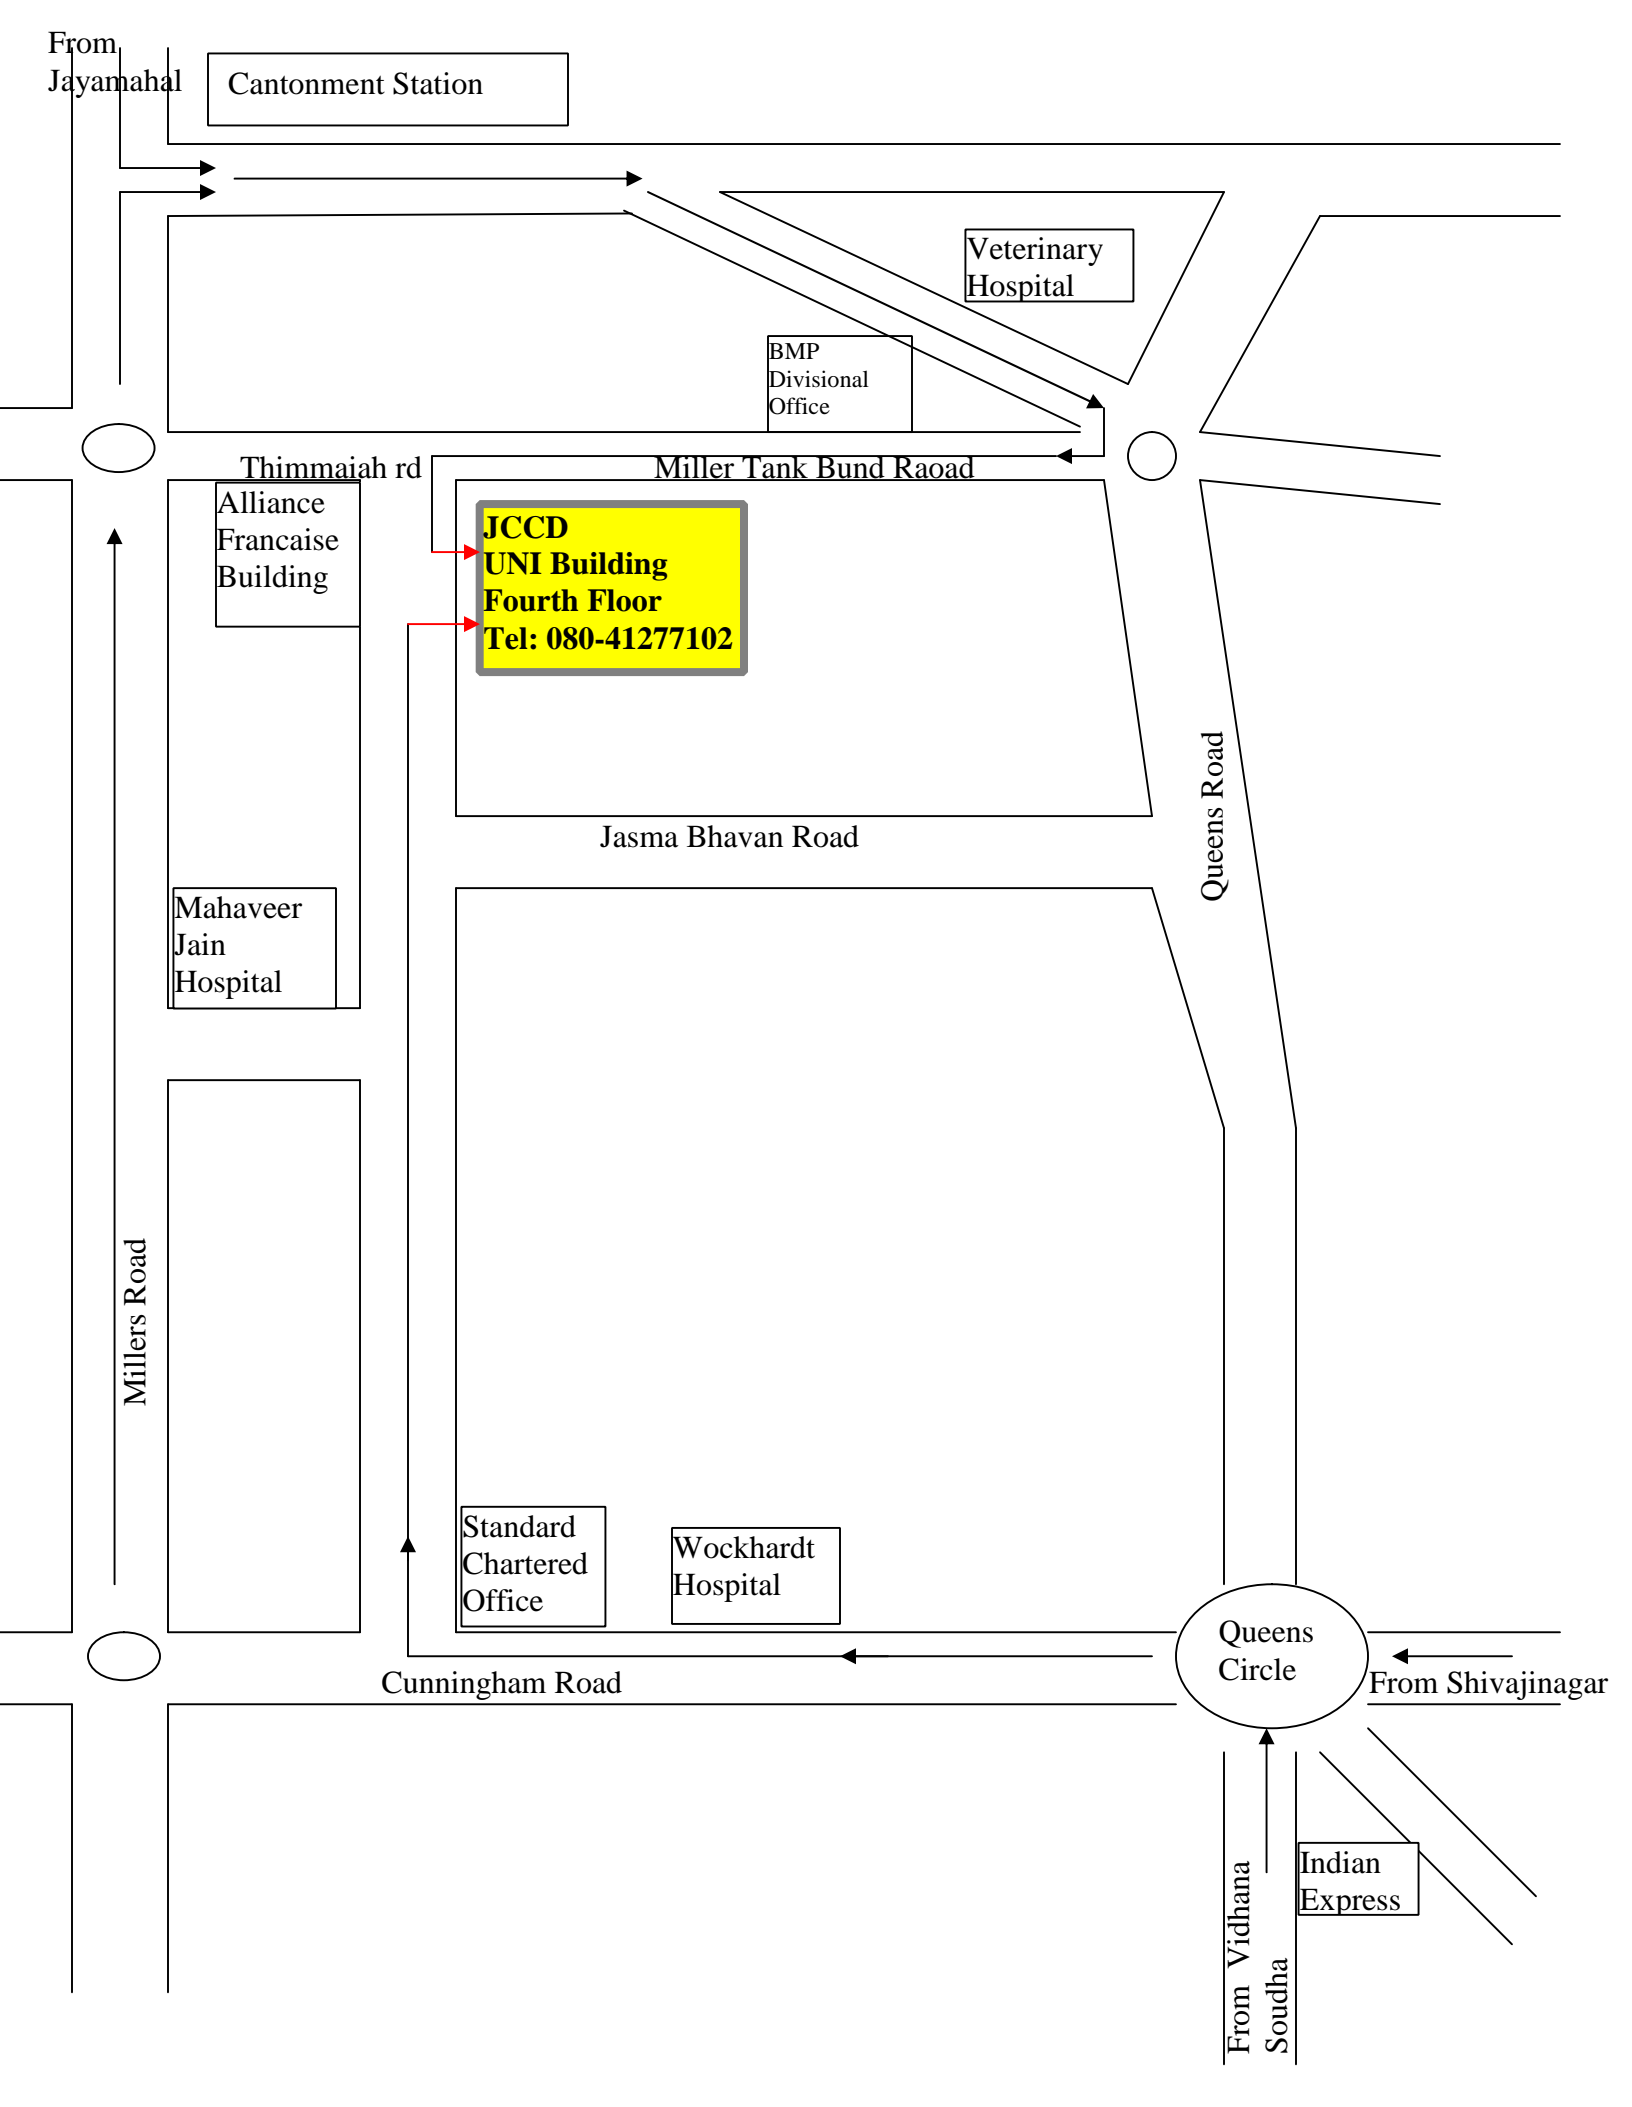 From
Jayamahal
Cantonment Station
Veterinary
Hospital
BMP
Divisional
Office
Thimmaiah rd
Miller Tank Bund Raoad
Alliance
Francaise
Building
JCCD
UNI Building
Fourth Floor
Tel: 080-41277102
Queens Road
Jasma Bhavan Road
Mahaveer
Jain
Hospital
Millers Road
Standard
Chartered
Office
Wockhardt
Hospital
Queens
Circle
Cunningham Road
From Shivajinagar
Indian
Express
From Vidhana
Soudha